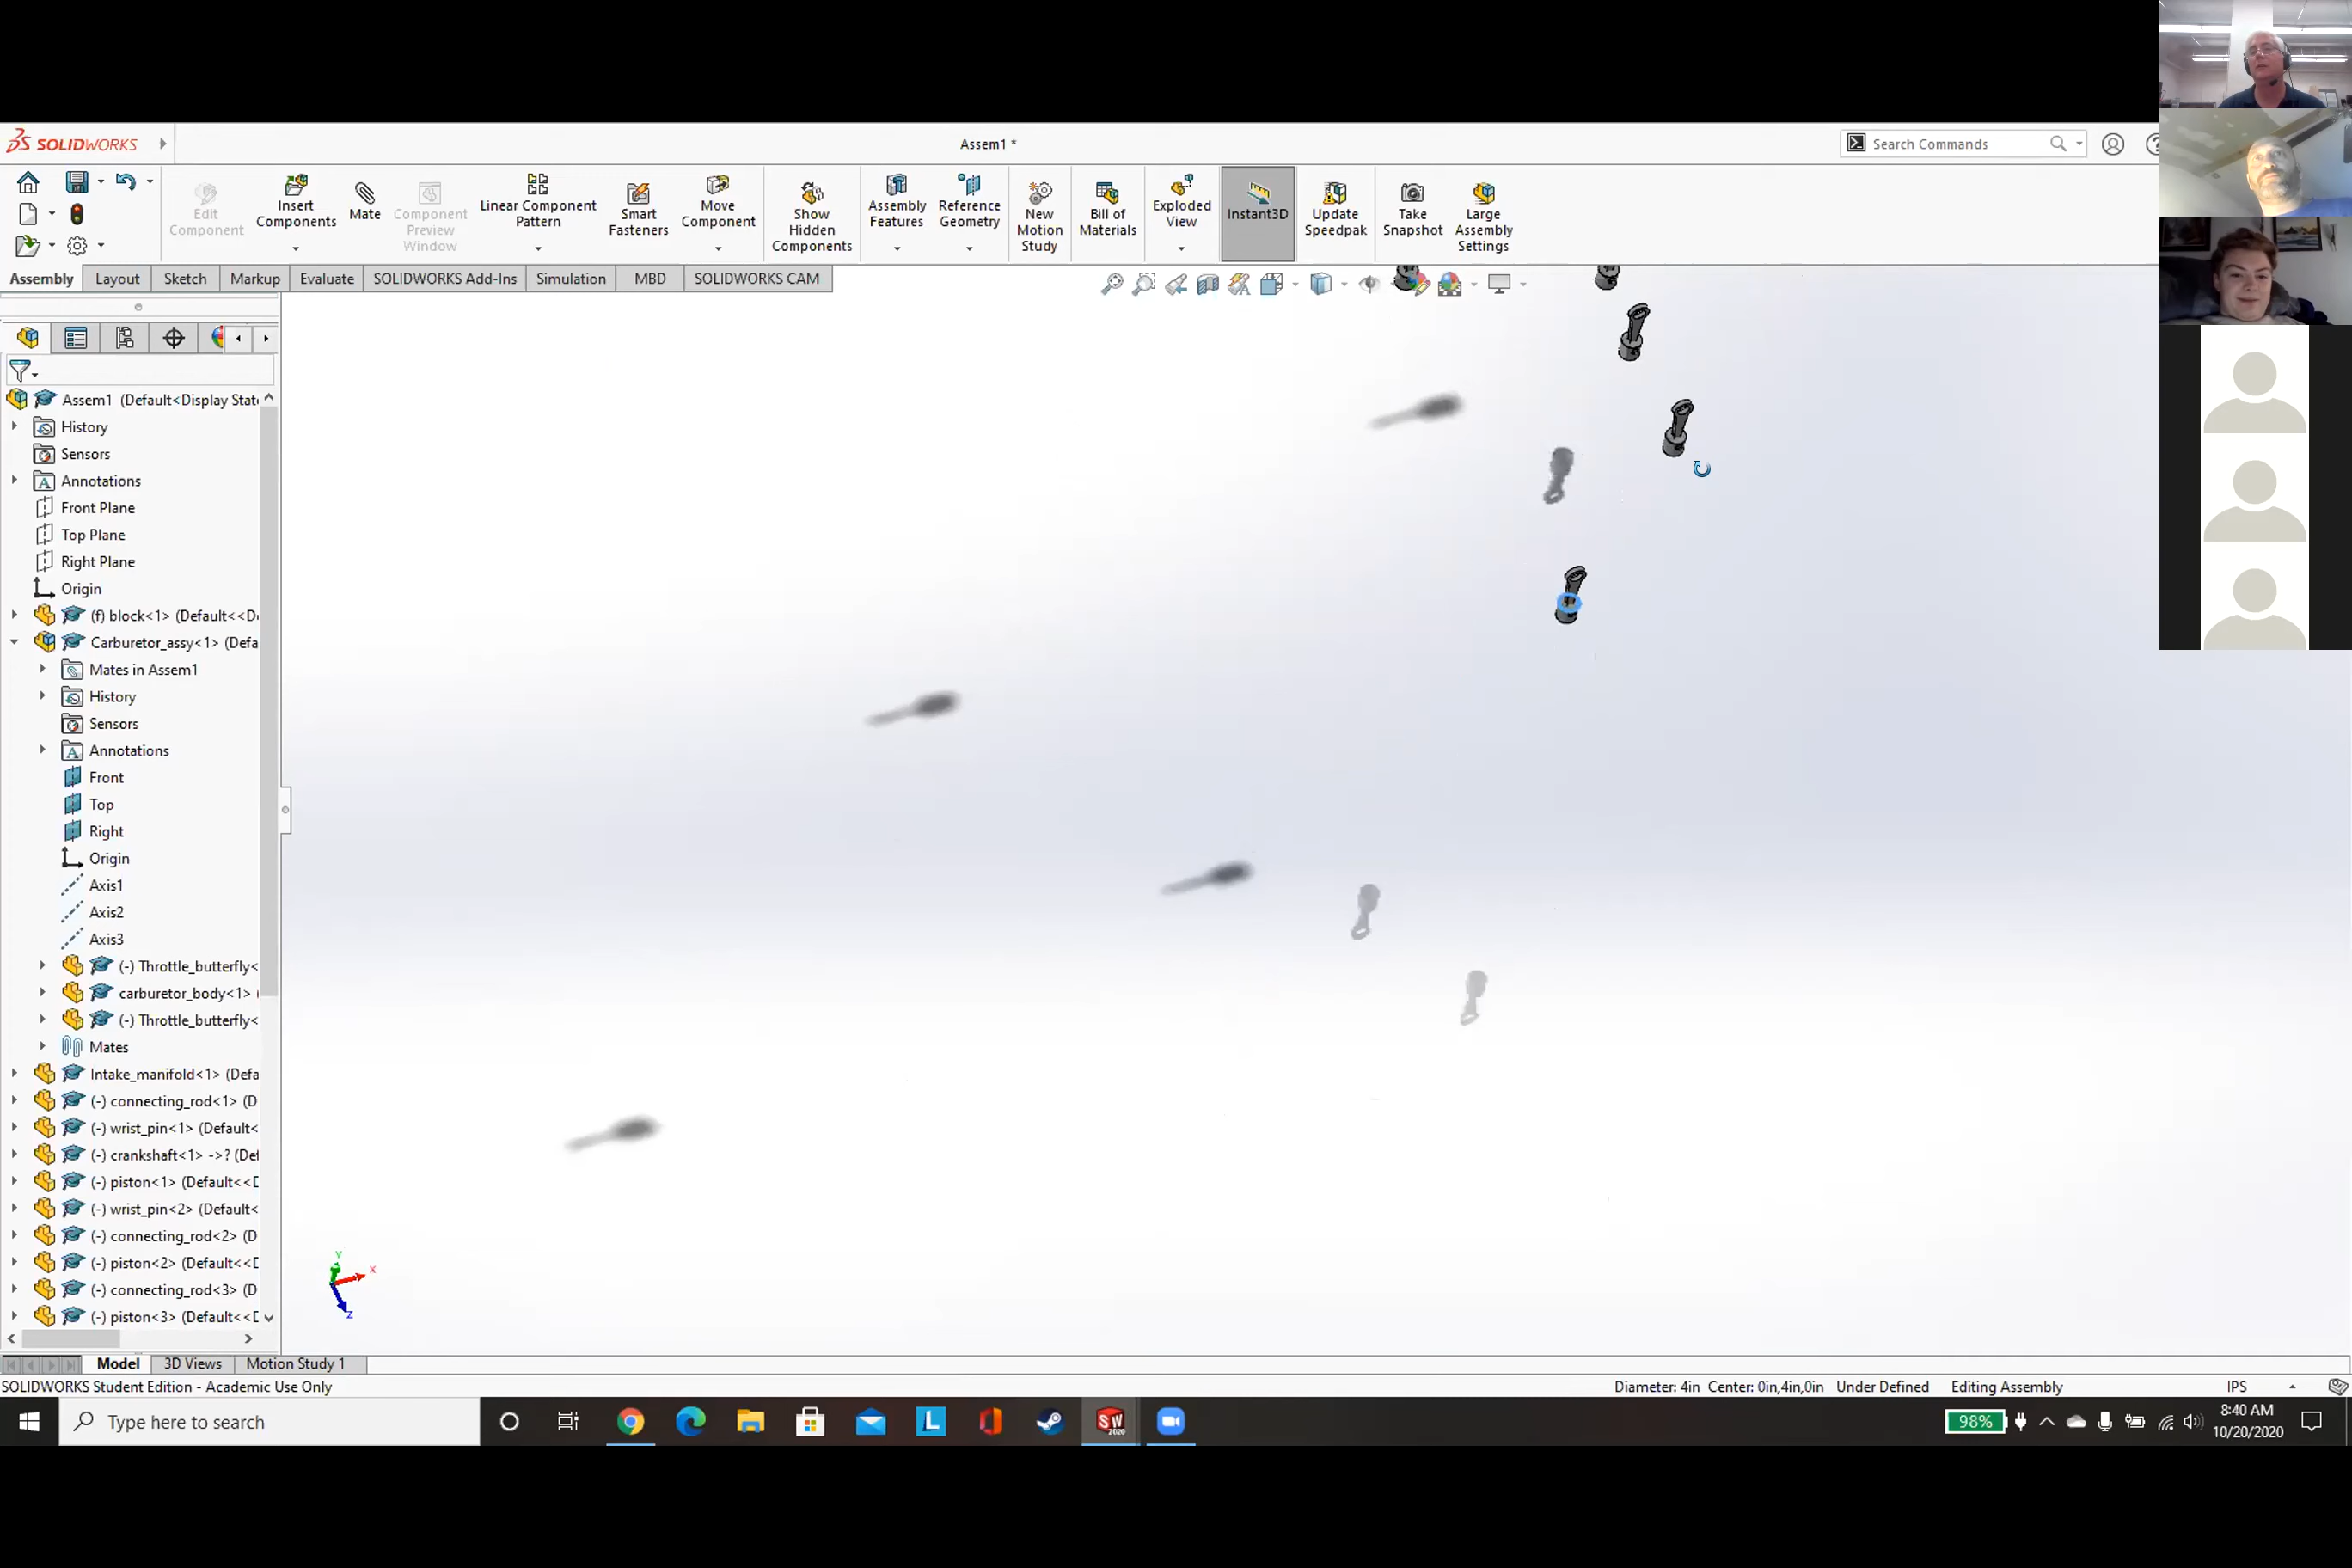 SOLIDWORKS
Assem1 *
Search Commands
Edit Component
Insert Components
Mate
Component Preview Window
Linear Component Pattern
Smart Fasteners
Move Component
Show Hidden Components
Assembly Features
Reference Geometry
New Motion Study
Bill of Materials
Exploded View
Instant3D
Update Speedpak
Take Snapshot
Large Assembly Settings
Assembly Layout Sketch Markup Evaluate SOLIDWORKS Add-Ins Simulation MBD SOLIDWORKS CAM
Assem1 (Default<Display Stat
History
Sensors
Annotations
Front Plane
Top Plane
Right Plane
Origin
(f) block<1> (Default<<D
Carburetor_assy<1> (Defa
Mates in Assem1
History
Sensors
Annotations
Front
Top
Right
Origin
Axis1
Axis2
Axis3
(-) Throttle_butterfly<
carburetor_body<1> (
(-) Throttle_butterfly<
Mates
Intake_manifold<1> (Defa
(-) connecting_rod<1> (D
(-) wrist_pin<1> (Default<
(-) crankshaft<1> ->? (Def
(-) piston<1> (Default<<D
(-) wrist_pin<2> (Default<
(-) connecting_rod<2> (D
(-) piston<2> (Default<<D
(-) connecting_rod<3> (D
(-) piston<3> (Default<<D
Y
X
Z
Model 3D Views Motion Study 1
SOLIDWORKS Student Edition - Academic Use Only
Diameter: 4in Center: 0in,4in,0in Under Defined Editing Assembly IPS
Type here to search
SW
2020
98%
8:40 AM
10/20/2020